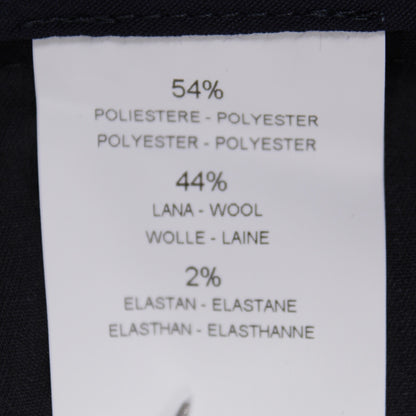 54%
POLIESTERE - POLYESTER
POLYESTER - POLYESTER
44%
LANA - WOOL
WOLLE - LAINE
2%
ELASTAN - ELASTANE
ELASTHAN - ELASTHANNE